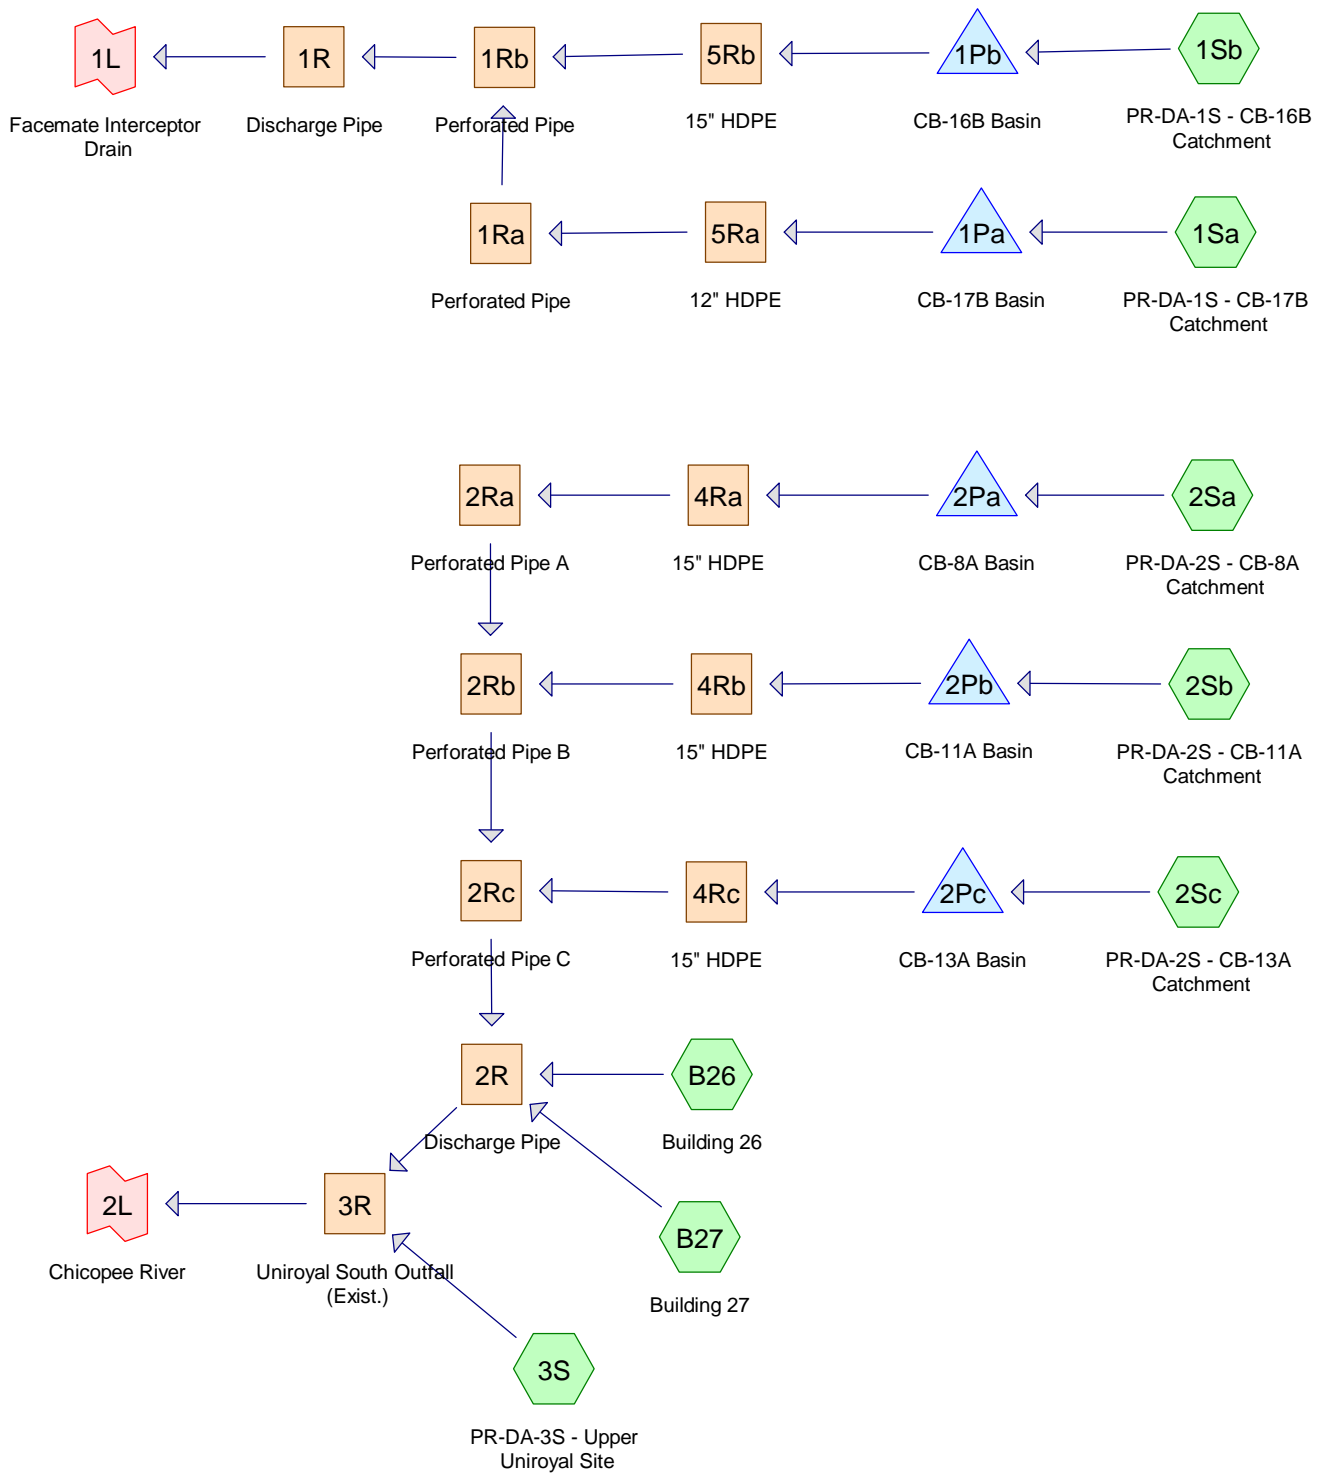 1L
1R
1Rb
5Rb
1Pb
1Sb
Facemate Interceptor
Drain
Discharge Pipe
Perforated Pipe
15" HDPE
CB-16B Basin
PR-DA-1S - CB-16B
Catchment
1Ra
5Ra
1Pa
1Sa
Perforated Pipe
12" HDPE
CB-17B Basin
PR-DA-1S - CB-17B
Catchment
2Ra
4Ra
2Pa
2Sa
Perforated Pipe A
15" HDPE
CB-8A Basin
PR-DA-2S - CB-8A
Catchment
2Rb
4Rb
2Pb
2Sb
Perforated Pipe B
15" HDPE
CB-11A Basin
PR-DA-2S - CB-11A
Catchment
2Rc
4Rc
2Pc
2Sc
Perforated Pipe C
15" HDPE
CB-13A Basin
PR-DA-2S - CB-13A
Catchment
2R
B26
Discharge Pipe
Building 26
2L
3R
B27
Chicopee River
Uniroyal South Outfall
(Exist.)
Building 27
3S
PR-DA-3S - Upper
Uniroyal Site